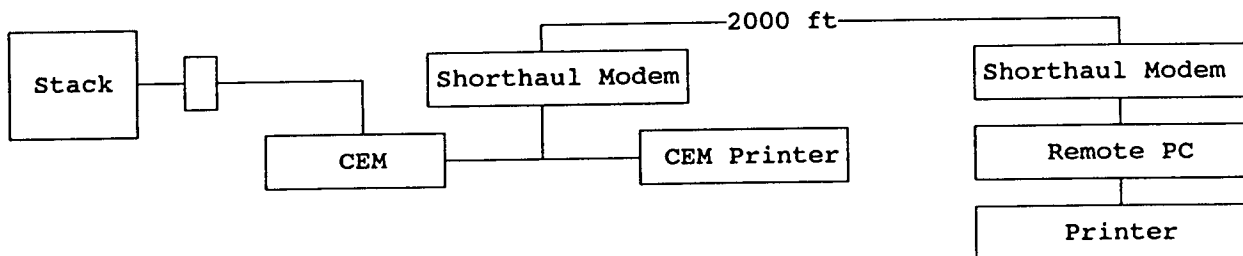 2000 ft
Stack
Shorthaul Modem
Shorthaul Modem
CEM
CEM Printer
Remote PC
Printer